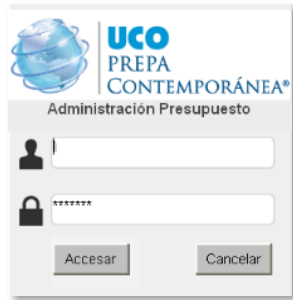 UCO
PREPA
CONTEMPORÁNEA®
Administración Presupuesto
*******
Accesar Cancelar